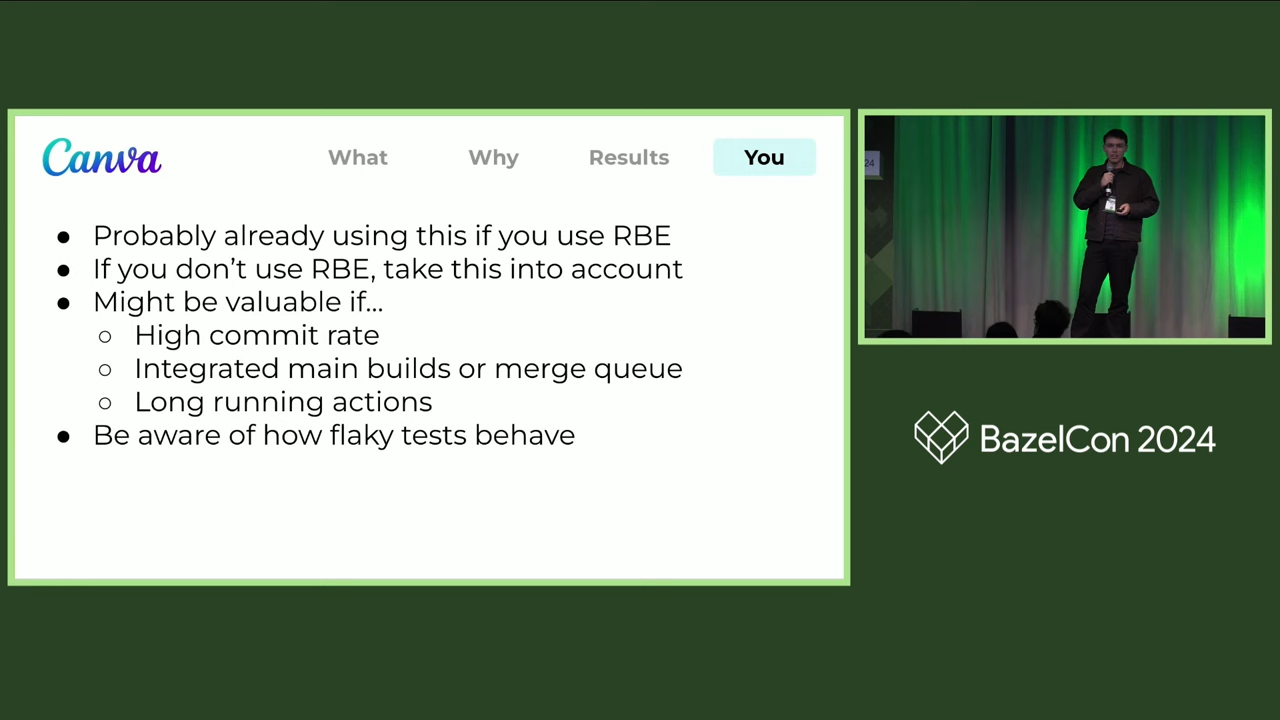 Canva
What
Why
Results
You
● Probably already using this if you use RBE
● If you don’t use RBE, take this into account
● Might be valuable if...
○ High commit rate
○ Integrated main builds or merge queue
○ Long running actions
● Be aware of how flaky tests behave
24
BazelCon 2024